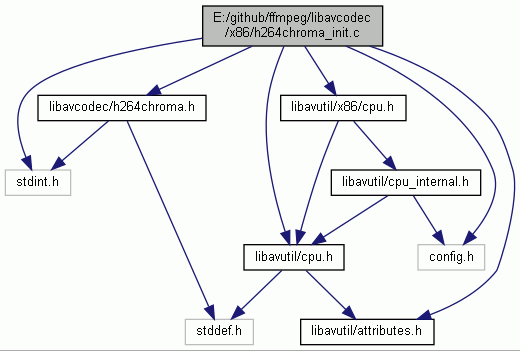 E:/github/ffmpeg/libavcodec
/x86/h264chroma_init.c
libavcodec/h264chroma.h
libavutil/x86/cpu.h
stdint.h
libavutil/cpu_internal.h
libavutil/cpu.h
config.h
stddef.h
libavutil/attributes.h